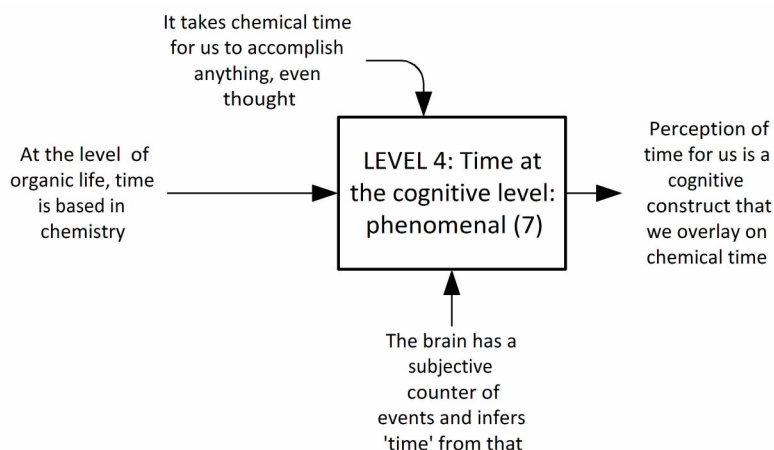 It takes chemical time
for us to accomplish
anything, even
thought
At the level  of
organic life, time
is based in
chemistry
LEVEL 4: Time at
the cognitive level:
phenomenal (7)
Perception of
time for us is a
cognitive
construct that
we overlay on
chemical time
The brain has a
subjective
counter of
events and infers
'time' from that